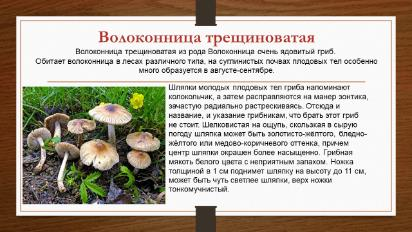 Волоконница трещиноватая
Волоконница трещиноватая из рода Волоконница очень ядовитый гриб.
Обитает волоконница в лесах различного типа, на суглинистых почвах плодовых тел особенно
много образуется в августе-сентябре.
Шляпки молодых плодовых тел гриба напоминают
колокольчик, а затем расправляются на манер зонтика,
зачастую радиально растрескиваясь. Отсюда и
название, и указание грибникам, что брать этот гриб
не стоит. Шелковистая на ощупь, скользкая в сырую
погоду шляпка может быть золотисто-жёлтого, бледно-
жёлтого или медово-коричневого оттенка, причем
центр шляпки окрашен более насыщенно. Грибная
мякоть белого цвета с неприятным запахом. Ножка
толщиной в 1 см поднимет шляпку на высоту до 11 см,
может быть чуть светлее шляпки, верх ножки
тонкомучнистый.